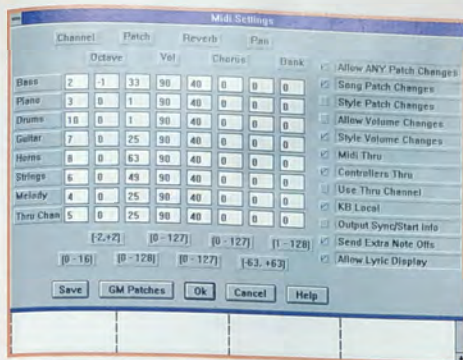 Midi Settings
Channel Patch Reverb Pan
Octave Vol Chorus Bank
Bass 2 -1 33 90 40 0 0 0
Piano 3 0 1 90 40 0 0 0
Drums 10 0 1 90 40 0 0 0
Guitar 7 0 25 90 40 0 0 0
Horns 8 0 63 90 40 0 0 0
Strings 6 0 49 90 40 0 0 0
Melody 4 0 25 90 40 0 0 0
Thru Chan 5 0 25 90 40 0 0 0
[-2,+2] [0 - 127] [0 - 127] [1 - 128]
[0 - 16] [0 - 128] [0 - 127] [-63, +63]
Allow ANY Patch Changes
Song Patch Changes
Style Patch Changes
Allow Volume Changes
Style Volume Changes
Midi Thru
Controllers Thru
Use Thru Channel
KB Local
Output Sync/Start Info
Send Extra Note Offs
Allow Lyric Display
Save GM Patches Ok Cancel Help